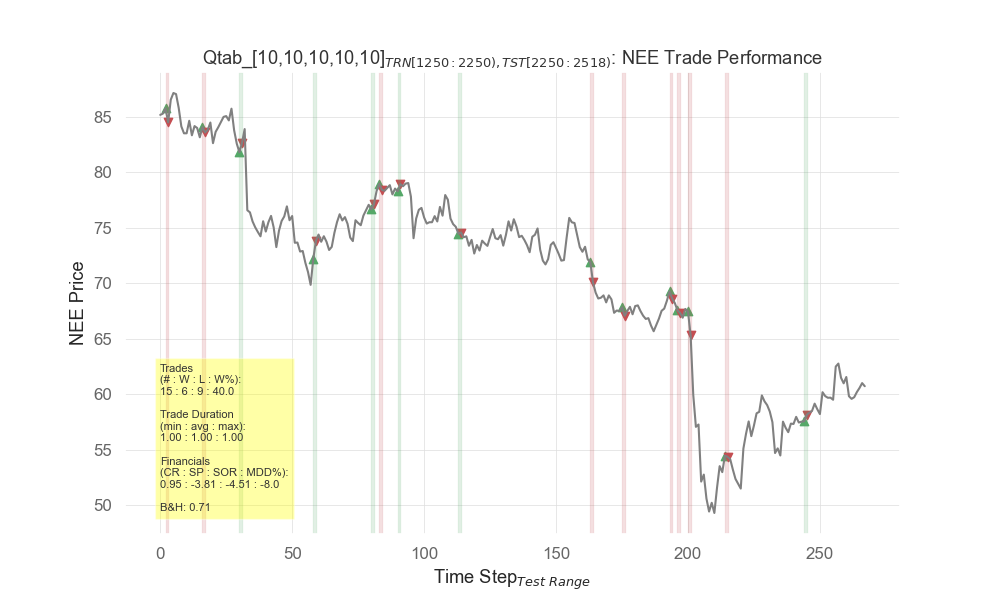 Qtab_[10,10,10,10,10]TRN[1250:2250),TST[2250:2518): NEE Trade Performance
NEE Price
85
80
75
70
65
60
55
50
Trades
(# : W : L : W%):
15 : 6 : 9 : 40.0
Trade Duration
(min : avg : max):
1.00 : 1.00 : 1.00
Financials
(CR : SP : SOR : MDD%):
0.95 : -3.81 : -4.51 : -8.0
B&H: 0.71
0 50 100 150 200 250
Time StepTest Range